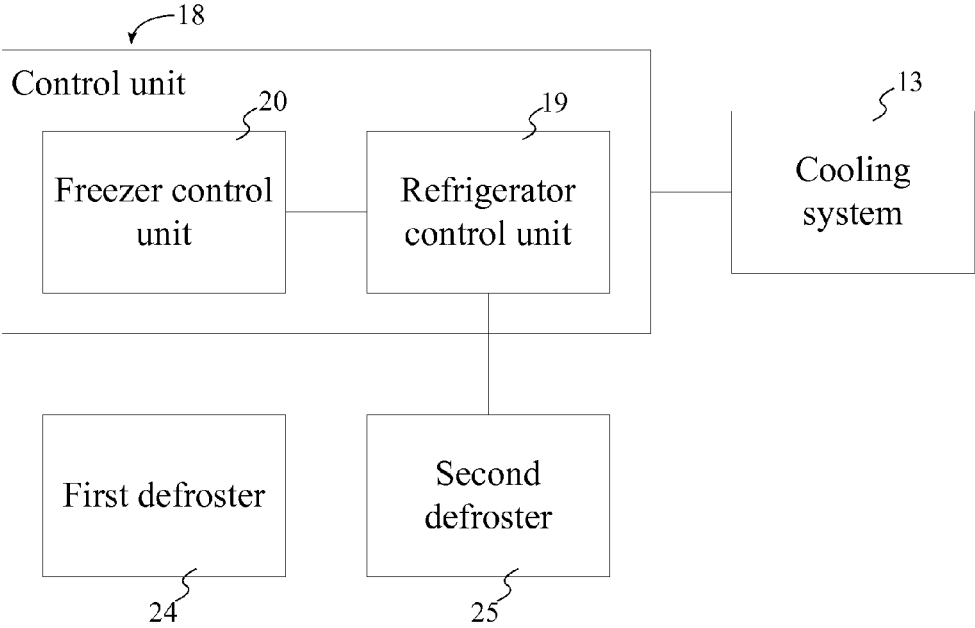 18
Control unit
20
19
13
Freezer control
unit
Refrigerator
control unit
Cooling
system
First defroster
Second
defroster
24
25